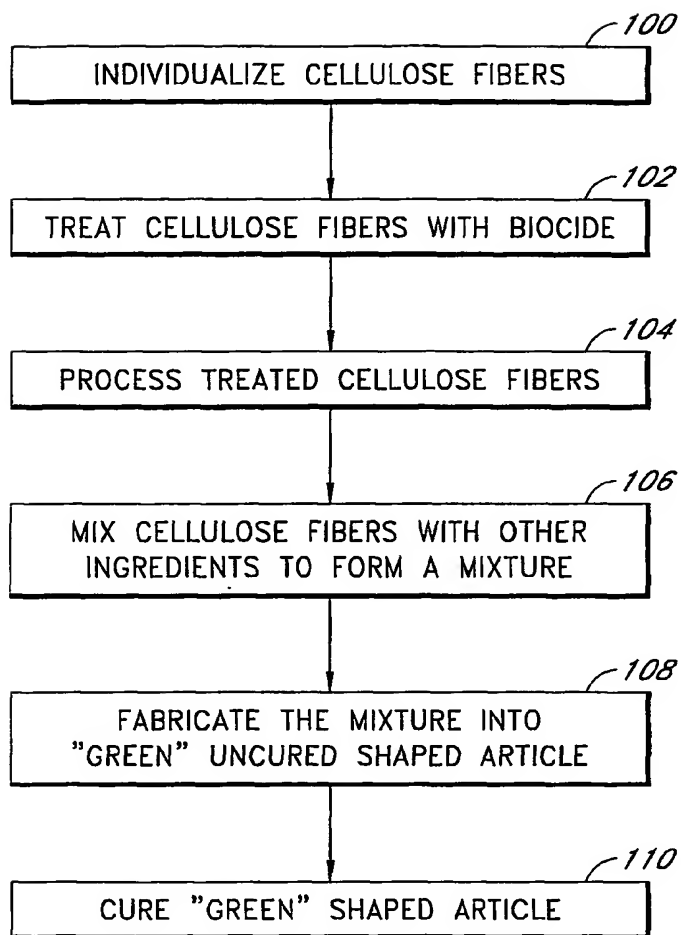 100
INDIVIDUALIZE CELLULOSE FIBERS
102
TREAT CELLULOSE FIBERS WITH BIOCIDE
104
PROCESS TREATED CELLULOSE FIBERS
106
MIX CELLULOSE FIBERS WITH OTHER
INGREDIENTS TO FORM A MIXTURE
108
FABRICATE THE MIXTURE INTO
"GREEN" UNCURED SHAPED ARTICLE
110
CURE "GREEN" SHAPED ARTICLE